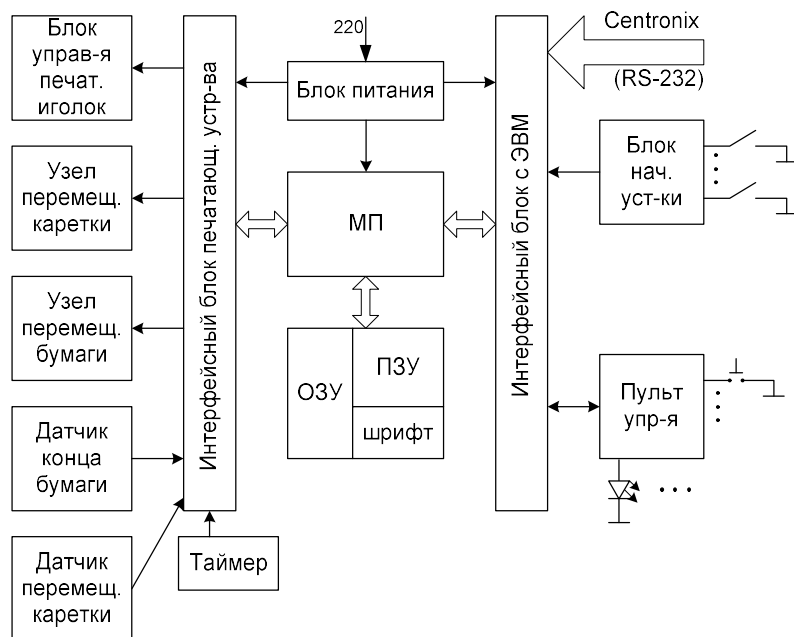 Блок
управ-я
печат.
иголок
Узел
перемещ.
каретки
Узел
перемещ.
бумаги
Датчик
конца
бумаги
Датчик
перемещ.
каретки
Интерфейсный блок печатающ. устр-ва
Таймер
220
Блок питания
МП
ОЗУ
ПЗУ
шрифт
Интерфейсный блок с ЭВМ
Centronix
(RS-232)
Блок
нач.
уст-ки
Пульт
упр-я